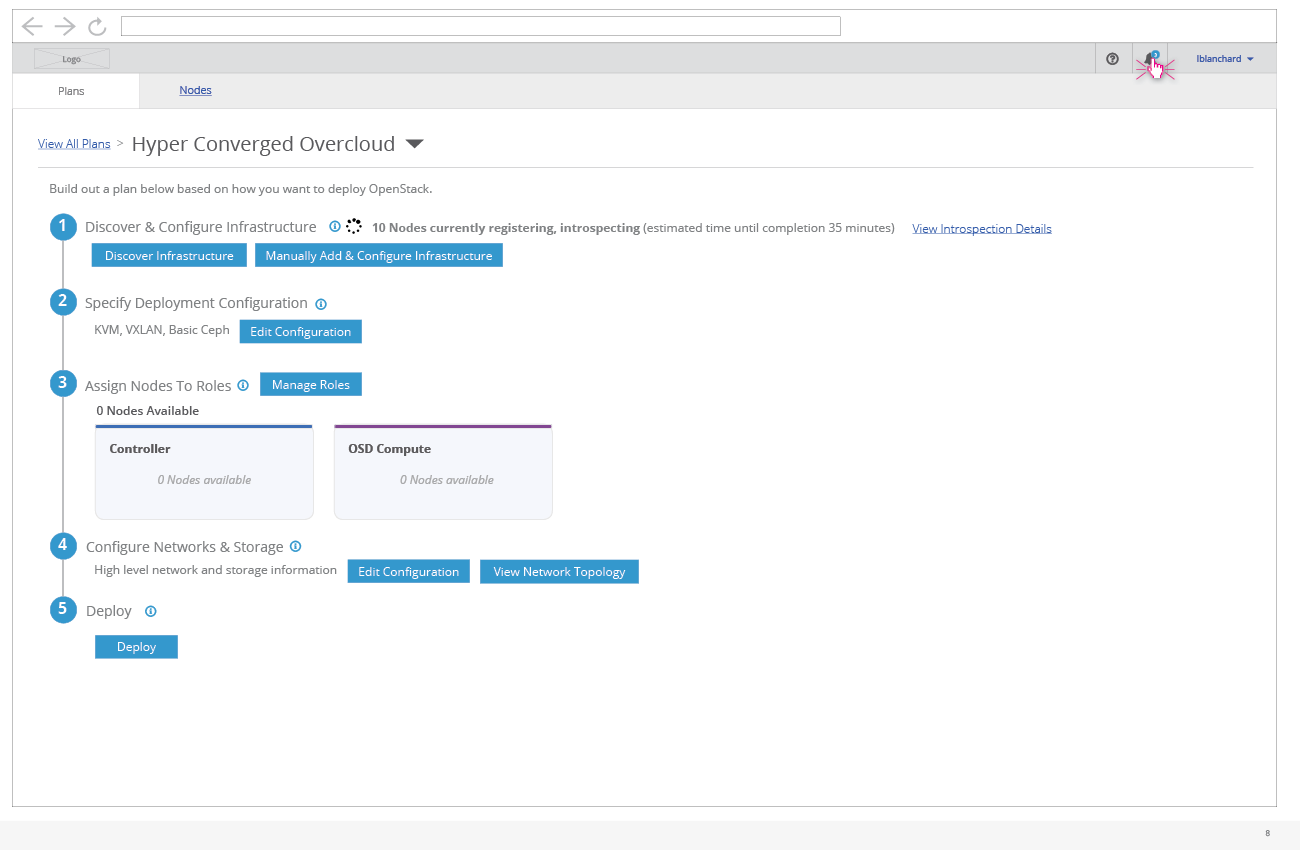 Logo
3
lblanchard
Plans
Nodes
View All Plans > Hyper Converged Overcloud
Build out a plan below based on how you want to deploy OpenStack.
1 Discover & Configure Infrastructure 10 Nodes currently registering, introspecting (estimated time until completion 35 minutes) View Introspection Details
Discover Infrastructure Manually Add & Configure Infrastructure
2 Specify Deployment Configuration
KVM, VXLAN, Basic Ceph Edit Configuration
3 Assign Nodes To Roles Manage Roles
0 Nodes Available
Controller OSD Compute
0 Nodes available 0 Nodes available
4 Configure Networks & Storage
High level network and storage information Edit Configuration View Network Topology
5 Deploy
Deploy
8